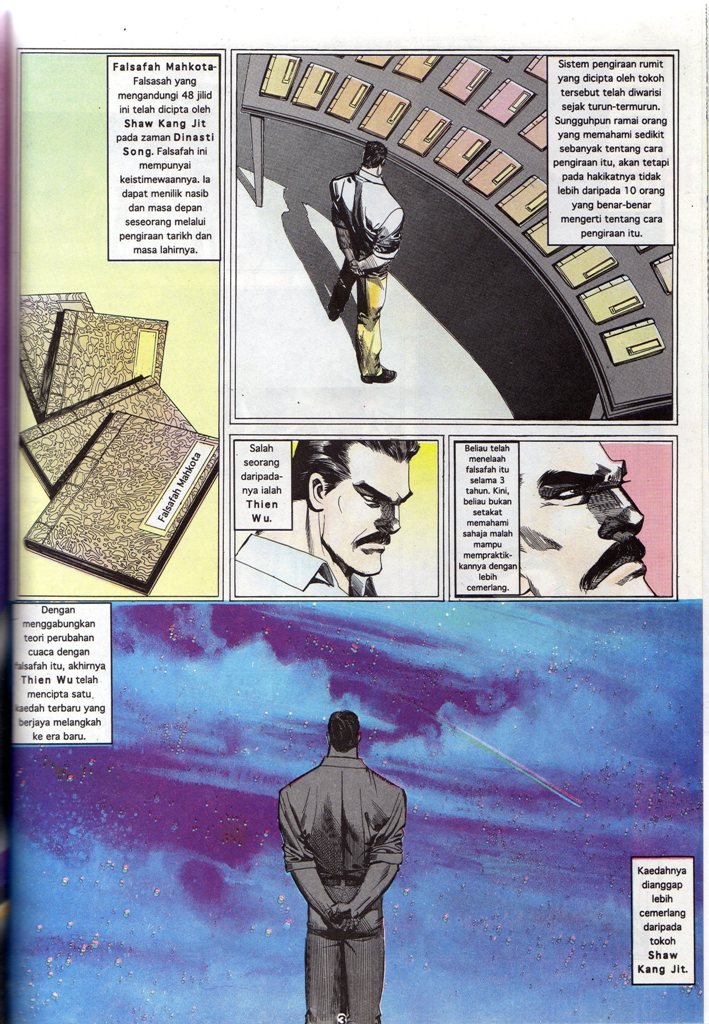 Falsafah Mahkota-
Falsasah yang
mengandungi 48 jilid
ini telah dicipta oleh
Shaw Kang Jit
pada zaman Dinasti
Song. Falsafah ini
mempunyai
keistimewaannya. Ia
dapat menilik nasib
dan masa depan
seseorang melalui
pengiraan tarikh dan
masa lahirnya.
Falsafah Mahkota
Sistem pengiraan rumit
yang dicipta oleh tokoh
tersebut telah diwarisi
sejak turun-termurun.
Sungguhpun ramai orang
yang memahami sedikit
sebanyak tentang cara
pengiraan itu, akan tetapi
pada hakikatnya tidak
lebih daripada 10 orang
yang benar-benar
mengerti tentang cara
pengiraan itu.
Salah
seorang
daripada-
nya ialah
Thien
Wu.
Beliau telah
menelaah
falsafah itu
selama 3
tahun. Kini,
beliau bukan
setakat
memahami
sahaja malah
mampu
mempraktik-
kannya dengan
lebih
cemerlang.
Dengan
menggabungkan
teori perubahan
cuaca dengan
falsafah itu, akhirnya
Thien Wu telah
mencipta satu
kaedah terbaru yang
berjaya melangkah
ke era baru.
Kaedahnya
dianggap
lebih
cemerlang
daripada
tokoh
Shaw
Kang Jit.